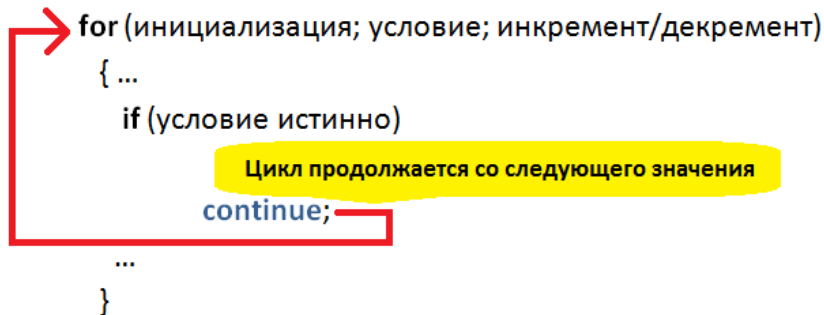 for (инициализация; условие; инкремент/декремент)
{ ...
if (условие истинно)
Цикл продолжается со следующего значения
continue;
...
}